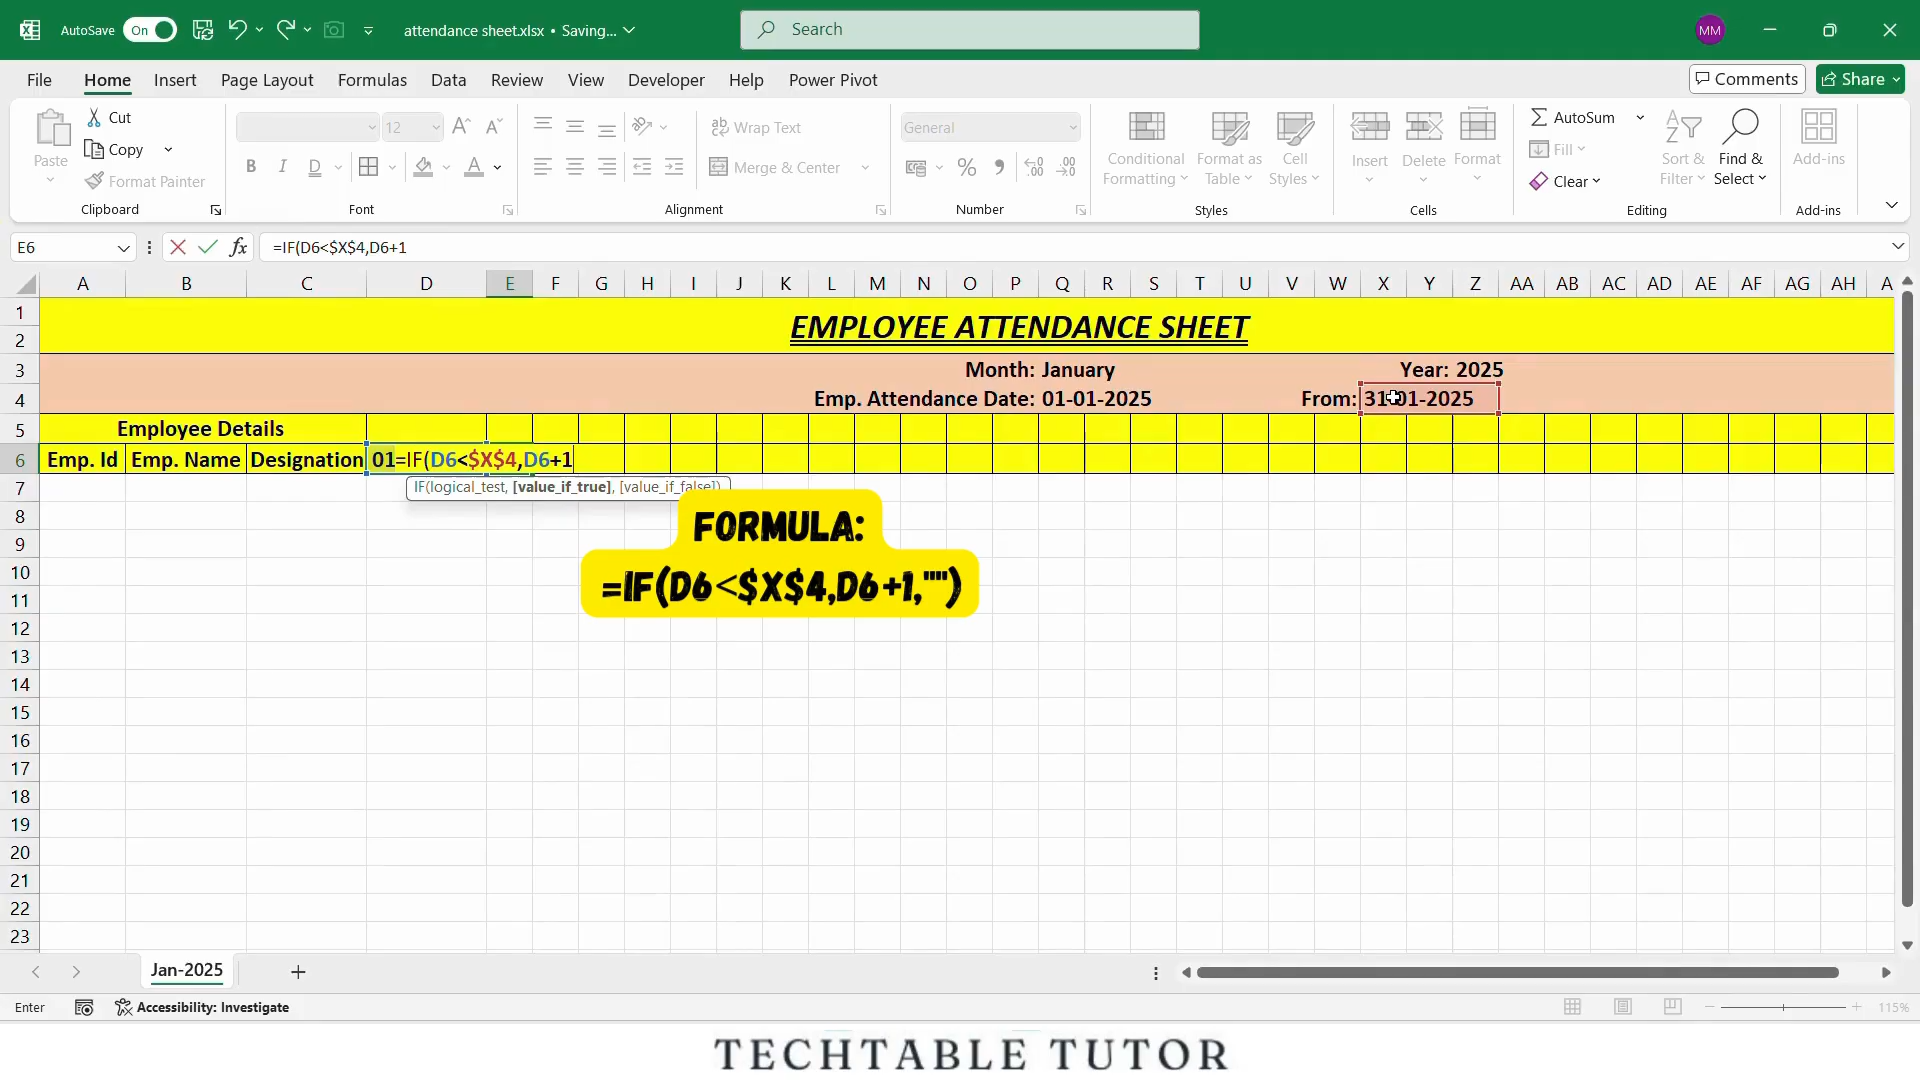 AutoSave On attendance sheet.xlsx • Saving... Search MM
File Home Insert Page Layout Formulas Data Review View Developer Help Power Pivot Comments Share
Paste Cut Copy Format Painter Clipboard
12 B I D A Font
Wrap Text Merge & Center Alignment
General % Number
Conditional Formatting Format as Table Cell Styles Styles
Insert Delete Format Cells
AutoSum Fill Clear Sort & Filter Find & Select Editing
Add-ins Add-ins
E6 fx =IF(D6<$X$4,D6+1
A B C D E F G H I J K L M N O P Q R S T U V W X Y Z AA AB AC AD AE AF AG AH A
1
EMPLOYEE ATTENDANCE SHEET
2
3 Month: January Year: 2025
4 Emp. Attendance Date: 01-01-2025 From: 31-01-2025
5 Employee Details
6 Emp. Id Emp. Name Designation 01 =IF(D6<$X$4,D6+1
7 IF(logical_test, [value_if_true], [value_if_false])
8 FORMULA:
9
10 =IF(D6<$X$4,D6+1,"")
11
12
13
14
15
16
17
18
19
20
21
22
23
Jan-2025
Enter Accessibility: Investigate 115%
TECHTABLE TUTOR